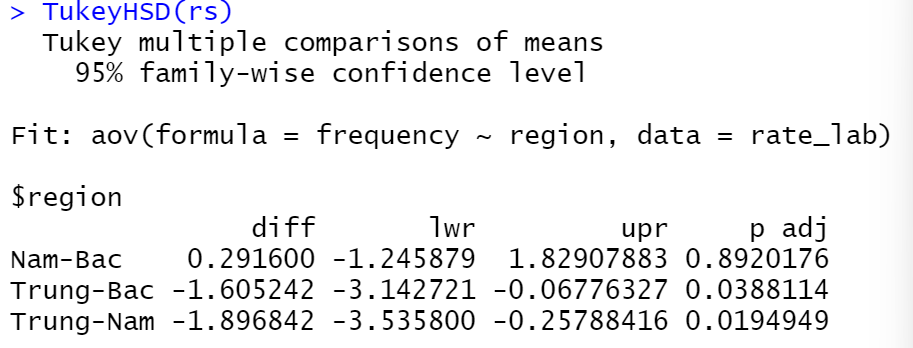 > TukeyHSD(rs)
  Tukey multiple comparisons of means
    95% family-wise confidence level

Fit: aov(formula = frequency ~ region, data = rate_lab)

$region
               diff       lwr         upr     p adj
Nam-Bac    0.291600 -1.245879  1.82907883 0.8920176
Trung-Bac -1.605242 -3.142721 -0.06776327 0.0388114
Trung-Nam -1.896842 -3.535800 -0.25788416 0.0194949